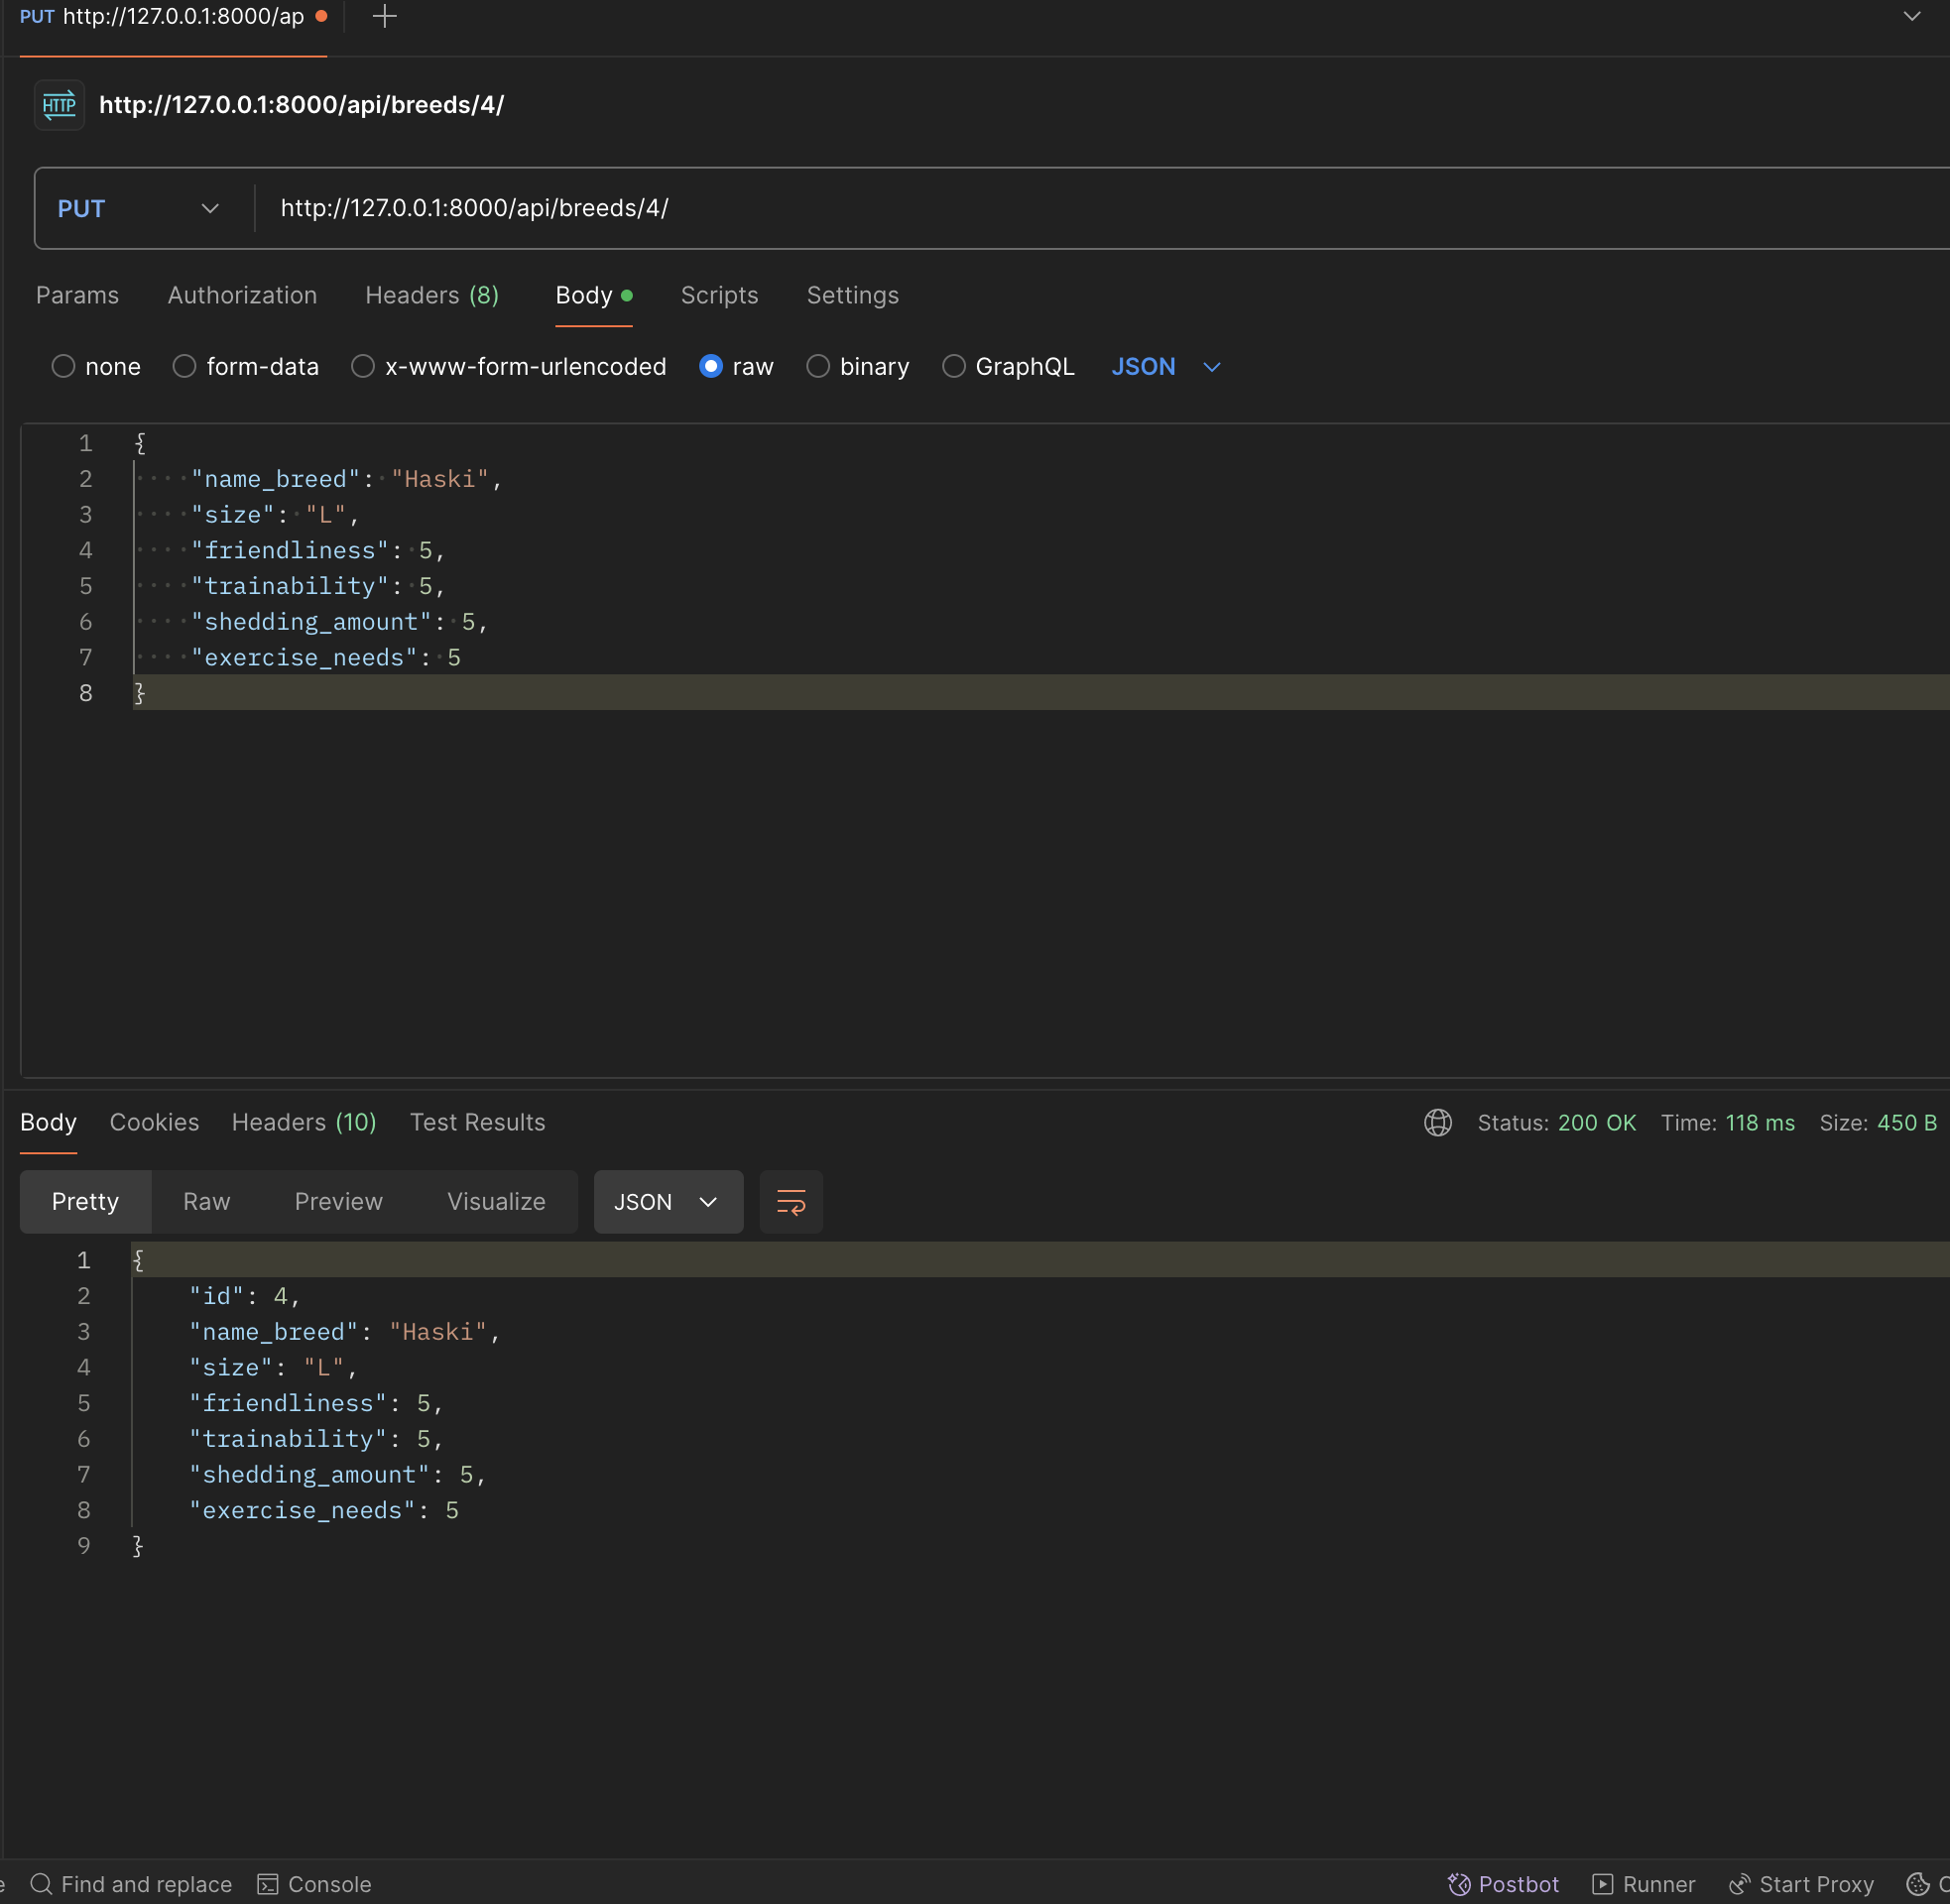 PUT http://127.0.0.1:8000/ap
HTTP http://127.0.0.1:8000/api/breeds/4/
PUT http://127.0.0.1:8000/api/breeds/4/
Params Authorization Headers (8) Body Scripts Settings
none form-data x-www-form-urlencoded raw binary GraphQL JSON
1 {
2 "name_breed": "Haski",
3 "size": "L",
4 "friendliness": 5,
5 "trainability": 5,
6 "shedding_amount": 5,
7 "exercise_needs": 5
8 }
Body Cookies Headers (10) Test Results Status: 200 OK Time: 118 ms Size: 450 B
Pretty Raw Preview Visualize JSON
1 {
2 "id": 4,
3 "name_breed": "Haski",
4 "size": "L",
5 "friendliness": 5,
6 "trainability": 5,
7 "shedding_amount": 5,
8 "exercise_needs": 5
9 }
Find and replace Console Postbot Runner Start Proxy